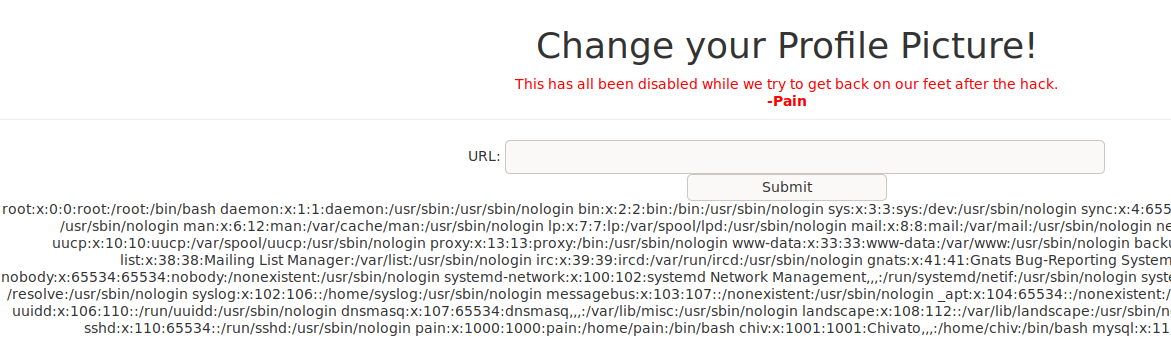 Change your Profile Picture!
This has all been disabled while we try to get back on our feet after the hack.
-Pain
URL:
Submit
root:x:0:0:root:/root:/bin/bash daemon:x:1:1:daemon:/usr/sbin:/usr/sbin/nologin bin:x:2:2:bin:/bin:/usr/sbin/nologin sys:x:3:3:sys:/dev:/usr/sbin/nologin sync:x:4:655
/usr/sbin/nologin man:x:6:12:man:/var/cache/man:/usr/sbin/nologin lp:x:7:7:lp:/var/spool/lpd:/usr/sbin/nologin mail:x:8:8:mail:/var/mail:/usr/sbin/nologin ne
uucp:x:10:10:uucp:/var/spool/uucp:/usr/sbin/nologin proxy:x:13:13:proxy:/bin:/usr/sbin/nologin www-data:x:33:33:www-data:/var/www:/usr/sbin/nologin backu
list:x:38:38:Mailing List Manager:/var/list:/usr/sbin/nologin irc:x:39:39:ircd:/var/run/ircd:/usr/sbin/nologin gnats:x:41:41:Gnats Bug-Reporting System
nobody:x:65534:65534:nobody:/nonexistent:/usr/sbin/nologin systemd-network:x:100:102:systemd Network Management,,,:/run/systemd/netif:/usr/sbin/nologin syste
/resolve:/usr/sbin/nologin syslog:x:102:106::/home/syslog:/usr/sbin/nologin messagebus:x:103:107::/nonexistent:/usr/sbin/nologin _apt:x:104:65534::/nonexistent:/
uuidd:x:106:110::/run/uuidd:/usr/sbin/nologin dnsmasq:x:107:65534:dnsmasq,,,:/var/lib/misc:/usr/sbin/nologin landscape:x:108:112::/var/lib/landscape:/usr/sbin/no
sshd:x:110:65534::/run/sshd:/usr/sbin/nologin pain:x:1000:1000:pain:/home/pain:/bin/bash chiv:x:1001:1001:Chivato,,,:/home/chiv:/bin/bash mysql:x:11